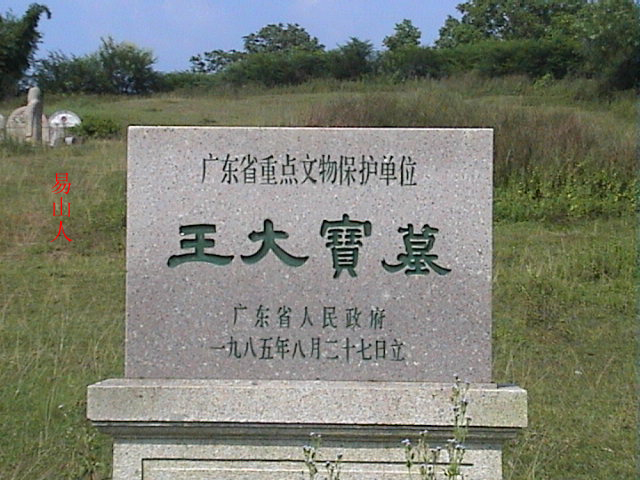 广东省重点文物保护单位
王大寶墓
广东省人民政府
一九八五年八月二十七日立
易山人